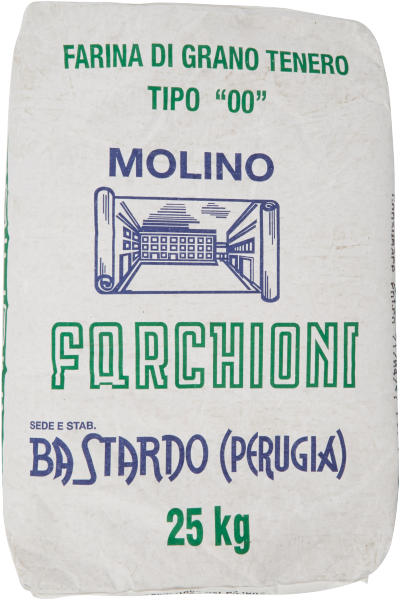 FARINA DI GRANO TENERO
TIPO “00”
MOLINO
FARCHIONI
SEDE E STAB.
BASTARDO (PERUGIA)
25 kg